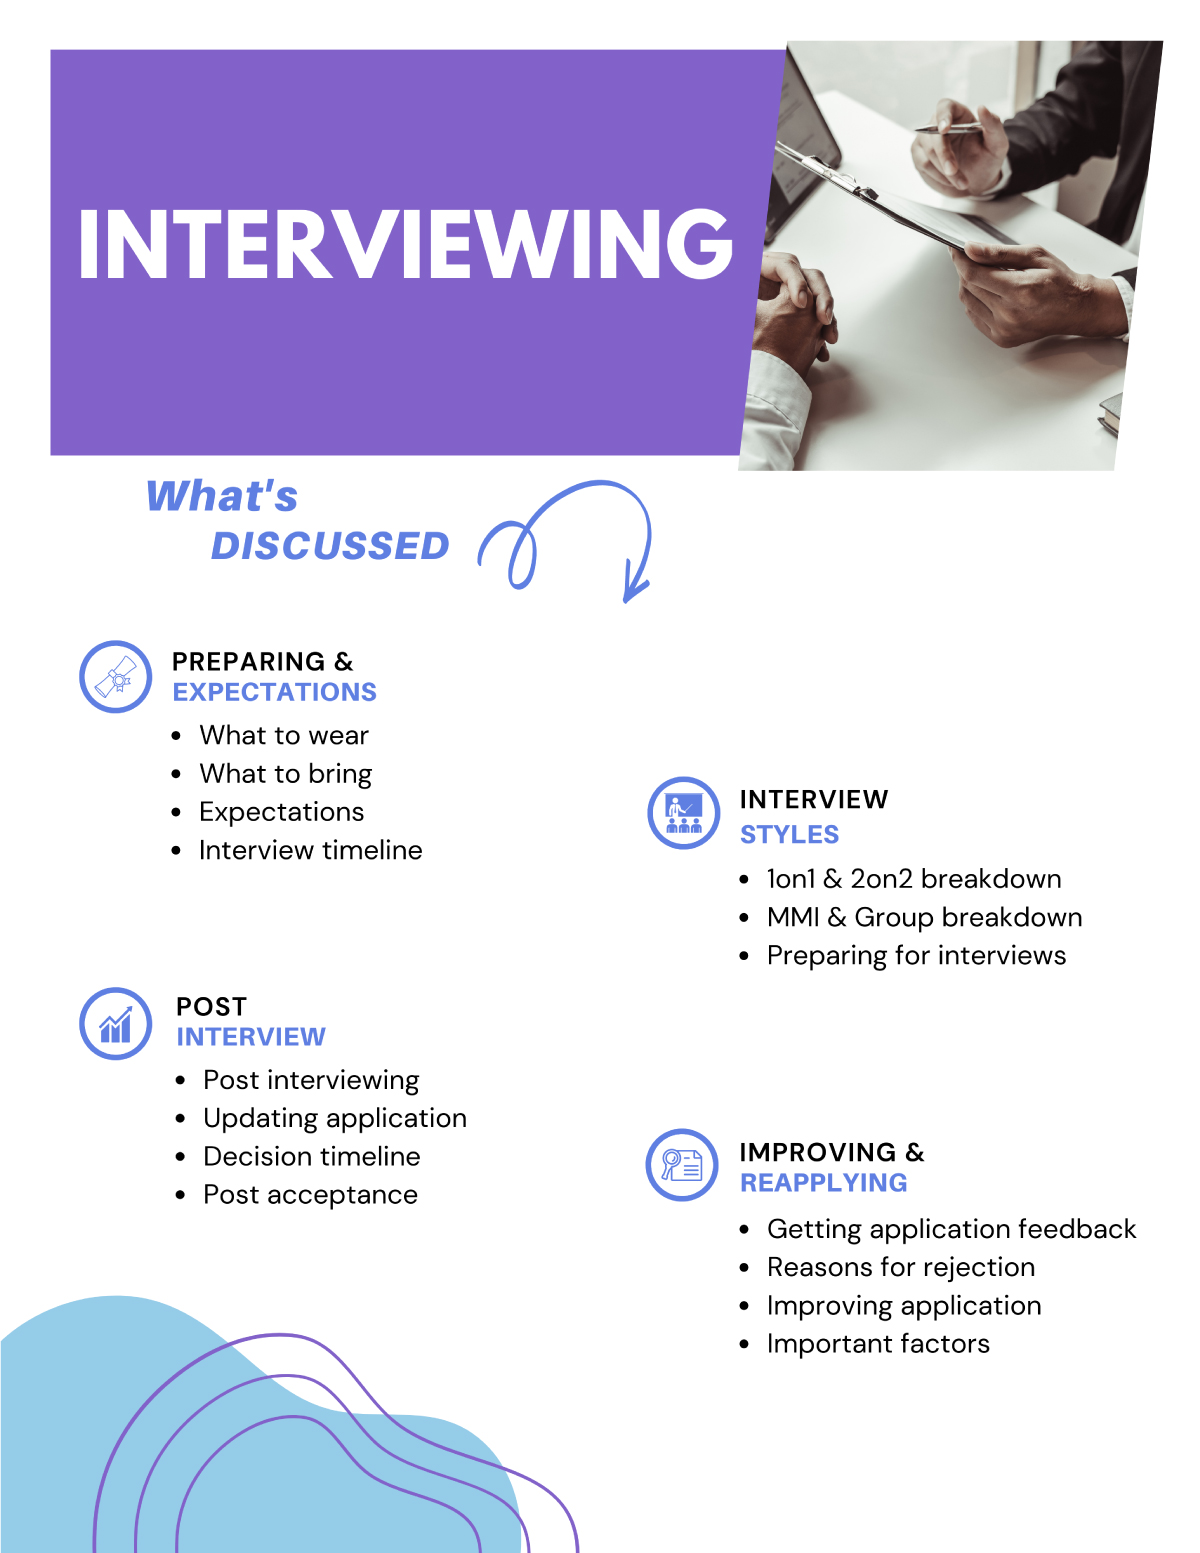 INTERVIEWING
What's
DISCUSSED
PREPARING &
EXPECTATIONS
• What to wear
• What to bring
• Expectations
• Interview timeline
INTERVIEW
STYLES
• 1on1 & 2on2 breakdown
• MMI & Group breakdown
• Preparing for interviews
POST
INTERVIEW
• Post interviewing
• Updating application
• Decision timeline
• Post acceptance
IMPROVING &
REAPPLYING
• Getting application feedback
• Reasons for rejection
• Improving application
• Important factors